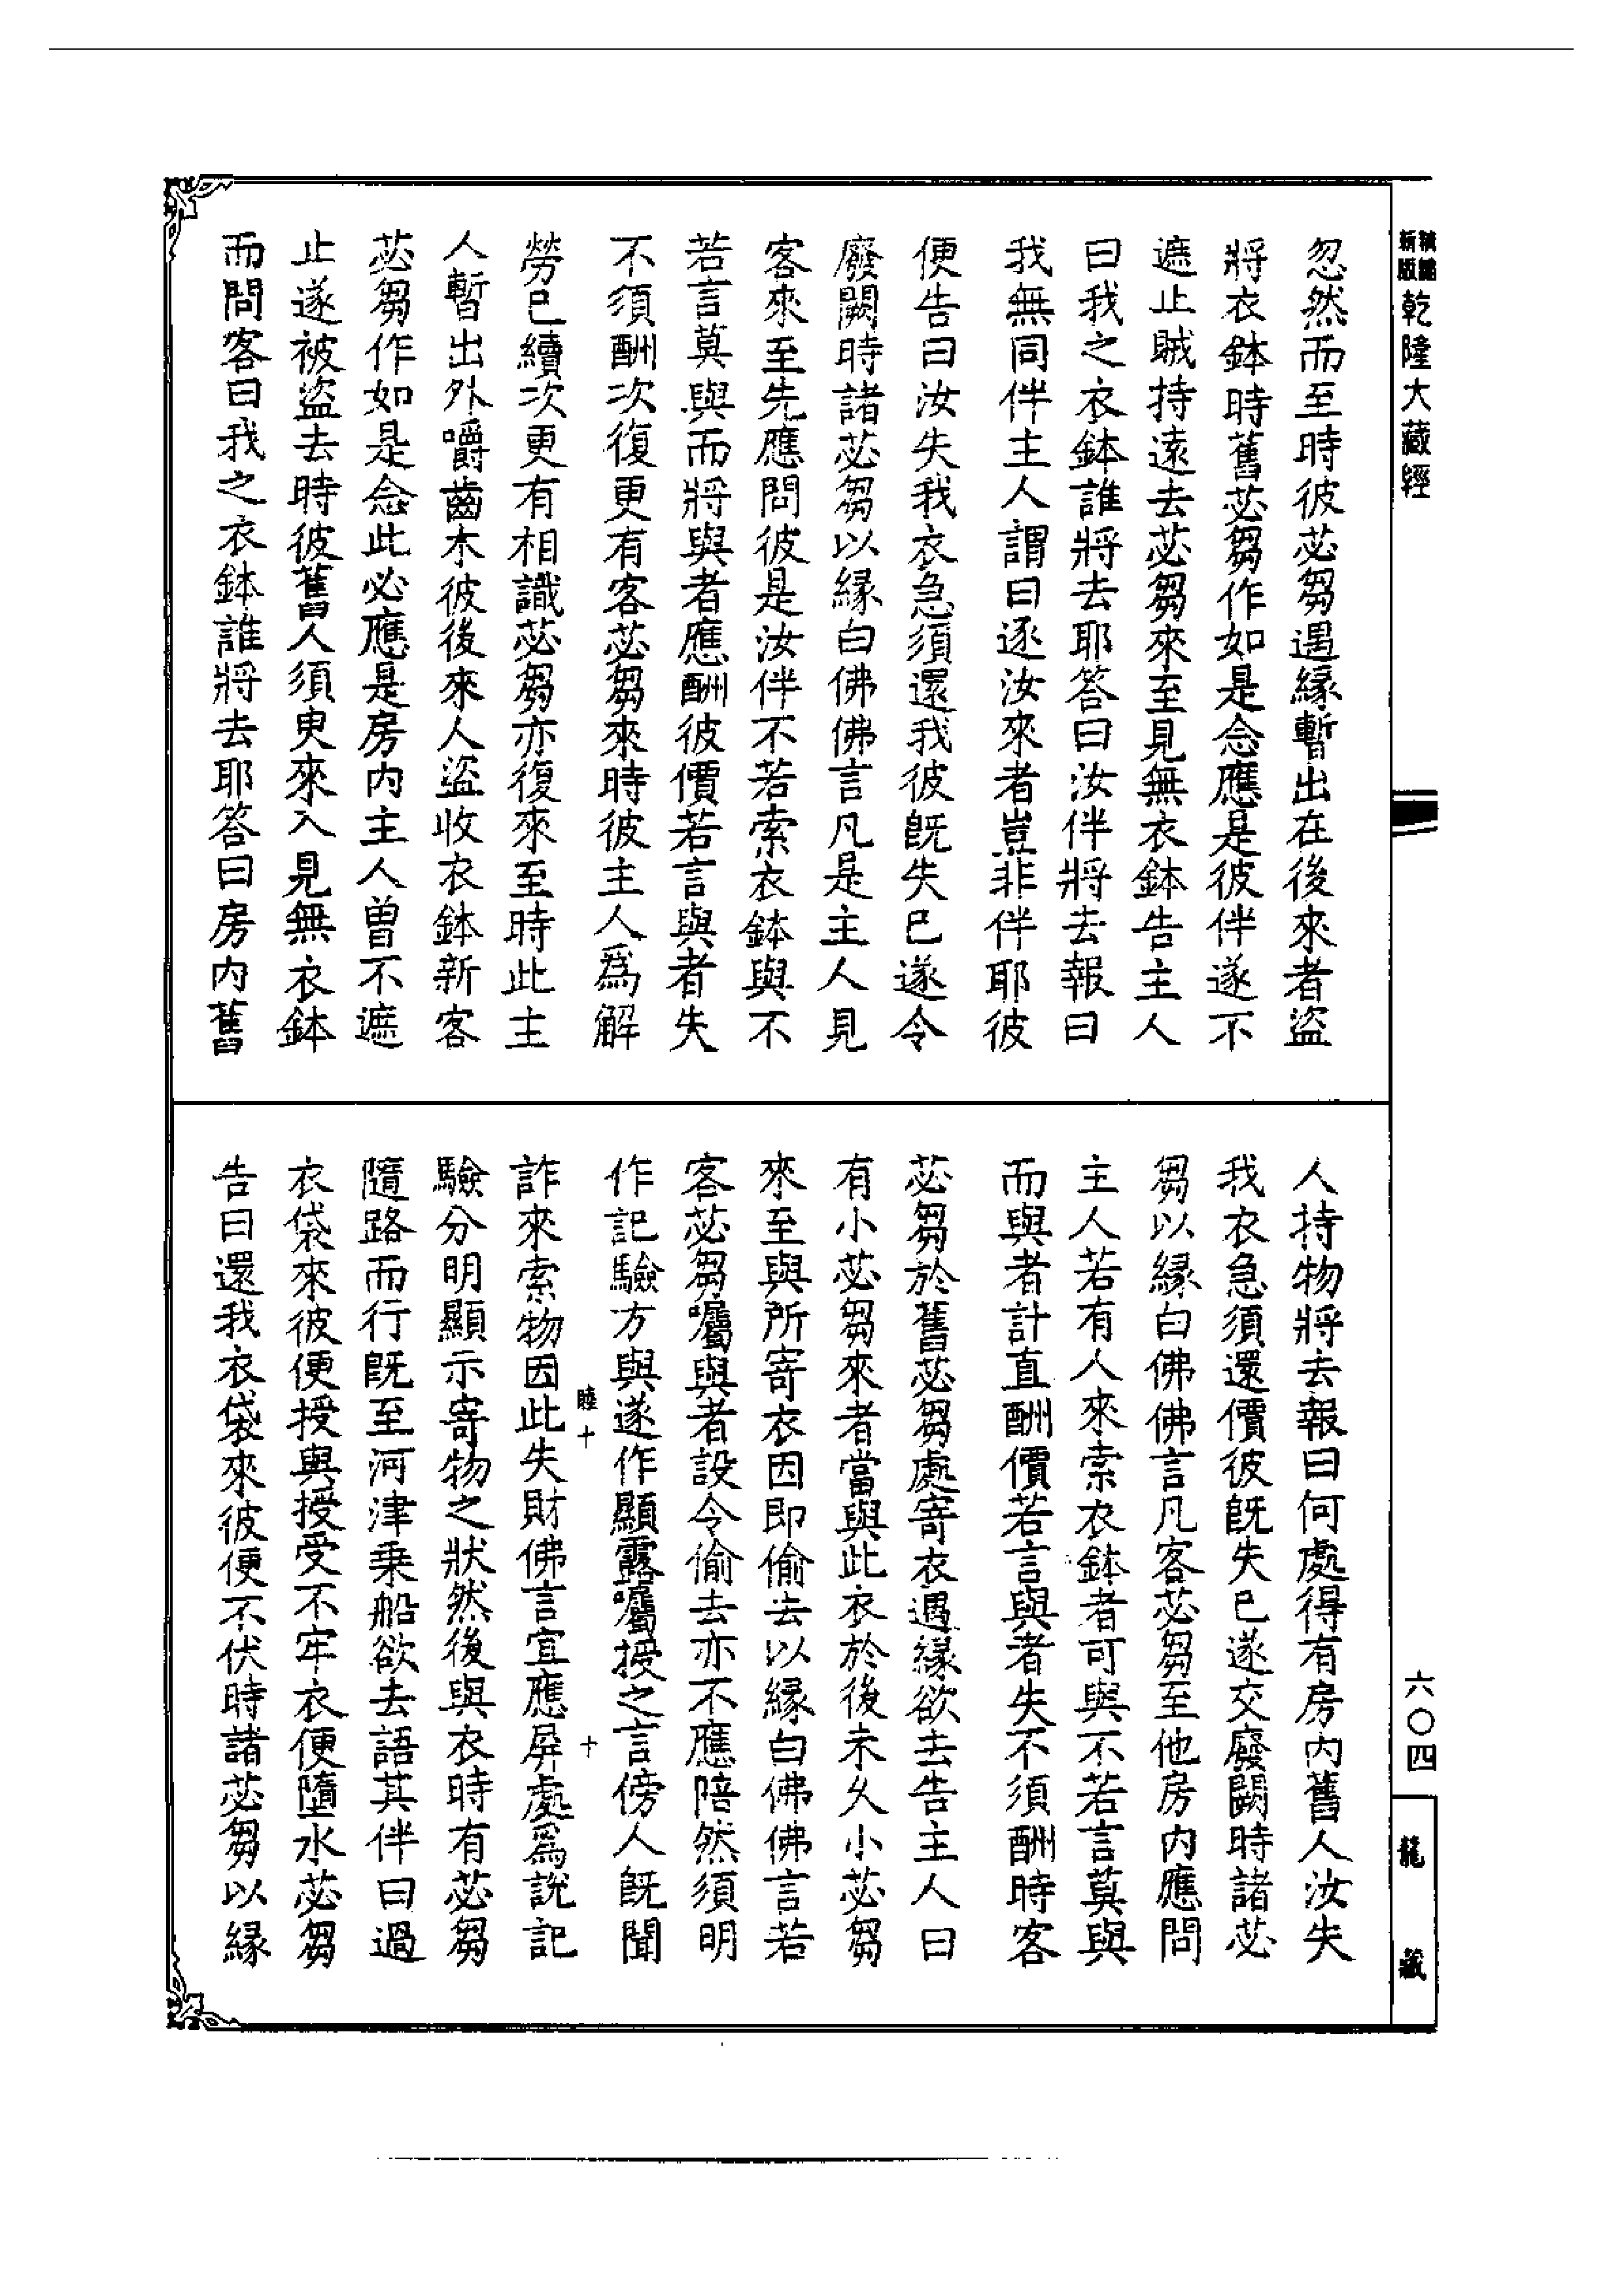 新版
精縮
乾隆大藏經
忽然而至時彼苾芻遇緣暫出在後來者盜
將衣鉢時舊苾芻作如是念應是彼伴遂不
遮止賊持遠去苾芻來至見無衣鉢告主人
曰我之衣鉢誰將去耶答曰汝伴將去報曰
我無同伴主人謂曰逐汝來者豈非伴耶彼
便告曰汝失我衣急須還我彼既失已遂令
廢闕時諸苾芻以緣白佛佛言凡是主人見
客來至先應問彼是汝伴不若索衣鉢與不
若言莫與而將與者應酬彼價若言與者失
不須酬次復更有客苾芻來時彼主人為解
勞已續次更有相識苾芻亦復來至時此主
人暫出外嚼齒木彼後來人盜收衣鉢新客
苾芻作如是念此必應是房內主人曾不遮
止遂被盜去時彼舊人須臾來入見無衣鉢
而問客曰我之衣鉢誰將去耶答曰房內舊
人持物將去報曰何處得有房內舊人汝失
我衣急須還價彼既失已遂交廢闕時諸苾
芻以緣白佛佛言凡客苾芻至他房內應問
主人若有人來索衣鉢者可與不若言莫與
而與者計直酬價若言與者失不須酬時客
苾芻於舊苾芻處寄衣遇緣欲去告主人曰
有小苾芻來者當與此衣於後未久小苾芻
來至與所寄衣因即偷去以緣白佛佛言若
客苾芻囑與者設令偷去亦不應陪然須明
作記驗方與遂作顯露囑授之言傍人既聞
睦十
十
詐來索物因此失財佛言宜應屏處為說記
驗分明顯示寄物之狀然後與衣時有苾芻
隨路而行既至河津乘船欲去語其伴曰過
衣袋來彼便授與授受不牢衣便墮水苾芻
告曰還我衣袋來彼便不伏時諸苾芻以緣
六〇四
龍藏